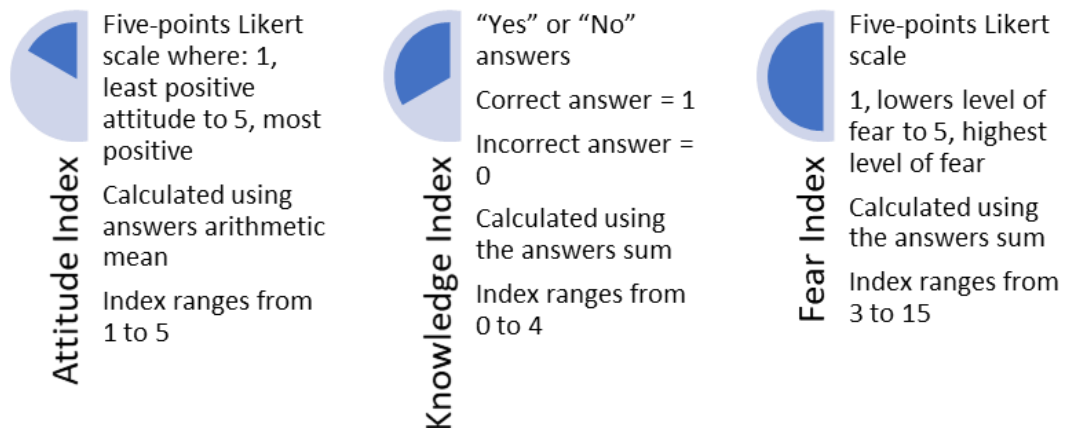 Attitude Index
Five-points Likert
scale where: 1,
least positive
attitude to 5, most
positive
Calculated using
answers arithmetic
mean
Index ranges from
1 to 5
Knowledge Index
“Yes” or “No”
answers
Correct answer = 1
Incorrect answer =
0
Calculated using
the answers sum
Index ranges from
0 to 4
Fear Index
Five-points Likert
scale
1, lowers level of
fear to 5, highest
level of fear
Calculated using
the answers sum
Index ranges from
3 to 15